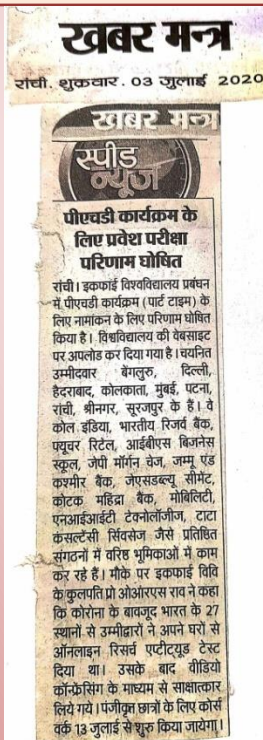 खबर मन्त्र
रांची, शुक्रवार, 03 जुलाई 2020
खबर मन्त्र
स्पीड
न्यूज
पीएचडी कार्यक्रम के
लिए प्रवेश परीक्षा
परिणाम घोषित
रांची। इकफाई विश्वविद्यालय प्रबंधन
में पीएचडी कार्यक्रम (पार्ट टाइम) के
लिए नामांकन के लिए परिणाम घोषित
किया है। विश्वविद्यालय की वेबसाइट
पर अपलोड कर दिया गया है। चयनित
उम्मीदवार बेंगलुरु, दिल्ली,
हैदराबाद, कोलकाता, मुंबई, पटना,
रांची, श्रीनगर, सूरजपुर के हैं। वे
कोल इंडिया, भारतीय रिजर्व बैंक,
फ्यूचर रिटेल, आईबीएस बिजनेस
स्कूल, जेपी मॉर्गन चेज, जम्मू एंड
कश्मीर बैंक, जेएसडब्ल्यू सीमेंट,
कोटक महिंद्रा बैंक, मोबिलिटी,
एनआईआईटी टेक्नोलॉजीज, टाटा
कंसल्टेंसी सर्विसेज जैसे प्रतिष्ठित
संगठनों में वरिष्ठ भूमिकाओं में काम
कर रहे हैं। मौके पर इकफाई विवि
के कुलपति प्रो ओआरएस राव ने कहा
कि कोरोना के बावजूद भारत के 27
स्थानों से उम्मीद्वारों ने अपने घरों से
ऑनलाइन रिसर्च एप्टीट्यूड टेस्ट
दिया था। उसके बाद वीडियो
कॉन्फ्रेंसिंग के माध्यम से साक्षात्कार
लिये गये। पंजीकृत छात्रों के लिए कोर्स
वर्क 13 जुलाई से शुरु किया जायेगा।